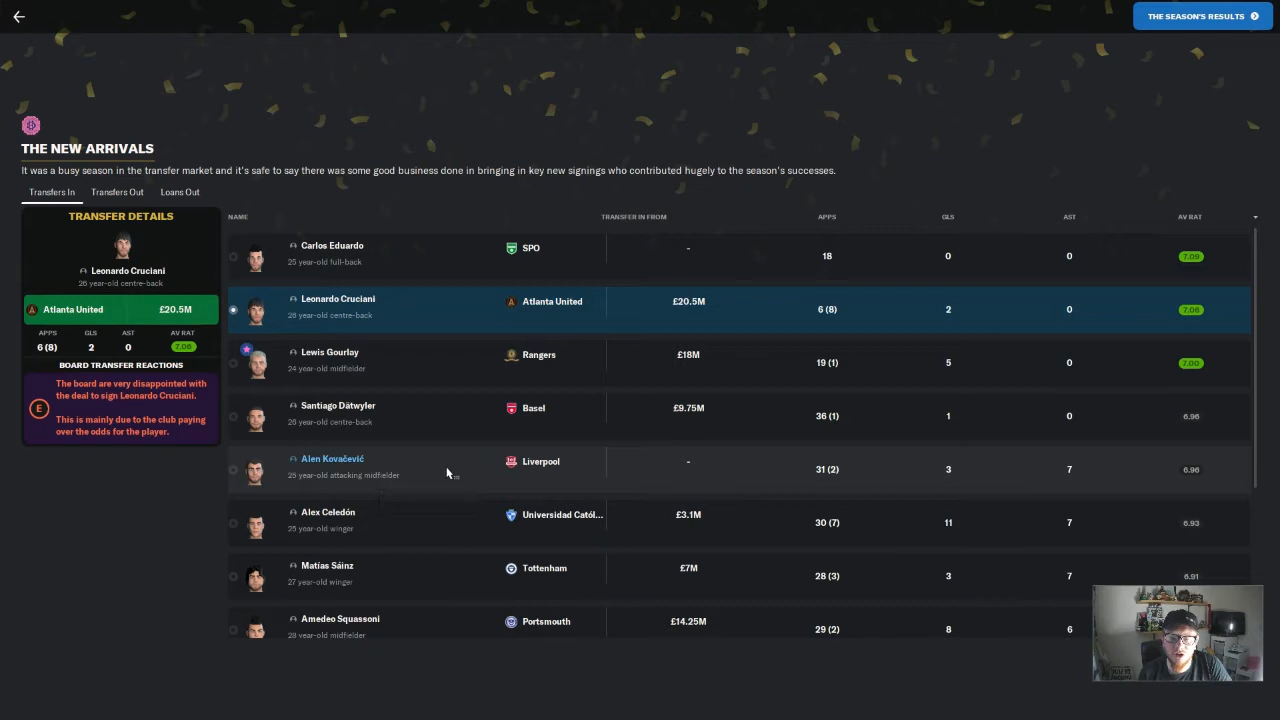 THE SEASON'S RESULTS
THE NEW ARRIVALS
It was a busy season in the transfer market and it's safe to say there was some good business done in bringing in key new signings who contributed hugely to the season's successes.
Transfers In Transfers Out Loans Out
TRANSFER DETAILS
Leonardo Cruciani
26 year-old centre-back
Atlanta United £20.5M
APPS GLS AST AV RAT
6 (8) 2 0 7.06
BOARD TRANSFER REACTIONS
E
The board are very disappointed with
the deal to sign Leonardo Cruciani.
This is mainly due to the club paying
over the odds for the player.
NAME TRANSFER IN FROM APPS GLS AST AV RAT
Carlos Eduardo SPO - 18 0 0 7.09
25 year-old full-back
Leonardo Cruciani Atlanta United £20.5M 6 (8) 2 0 7.06
26 year-old centre-back
Lewis Gourlay Rangers £18M 19 (1) 5 0 7.00
24 year-old midfielder
Santiago Dätwyler Basel £9.75M 36 (1) 1 0 6.96
26 year-old centre-back
Alen Kovačević Liverpool - 31 (2) 3 7 6.96
25 year-old attacking midfielder
Alex Celedón Universidad Catól... £3.1M 30 (7) 11 7 6.93
25 year-old winger
Matías Sáinz Tottenham £7M 28 (3) 3 7 6.91
27 year-old winger
Amedeo Squassoni Portsmouth £14.25M 29 (2) 8 6
28 year-old midfielder